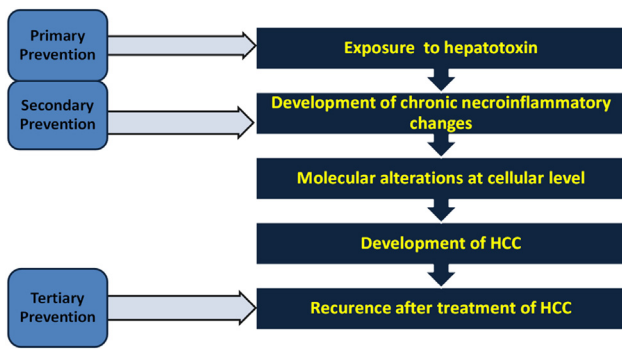 Primary
Prevention
Exposure to hepatotoxin
Secondary
Prevention
Development of chronic necroinflammatory
changes
Molecular alterations at cellular level
Development of HCC
Tertiary
Prevention
Recurence after treatment of HCC